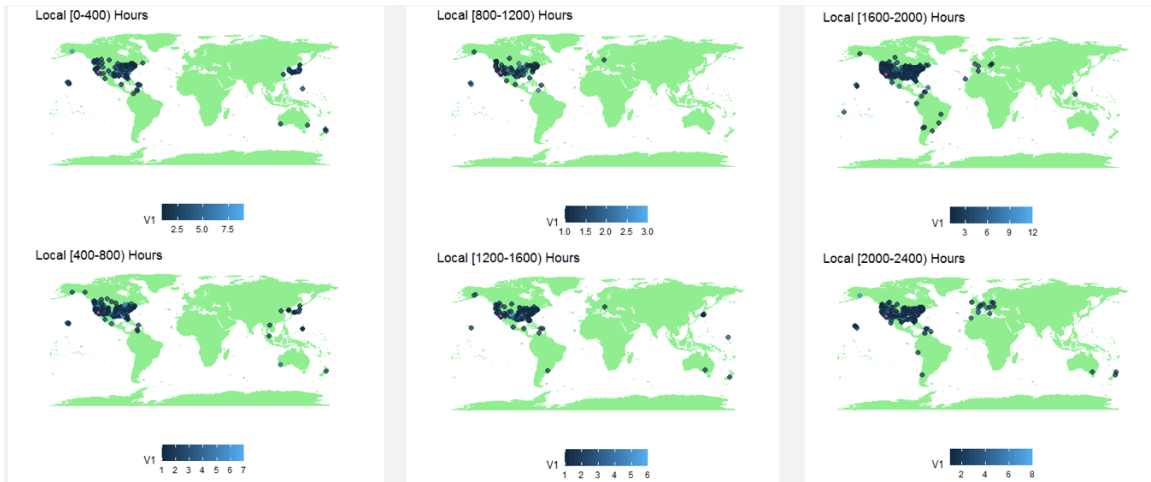 Local [0-400) Hours
V1
2.5 5.0 7.5
Local [800-1200) Hours
V1
1.0 1.5 2.0 2.5 3.0
Local [1600-2000) Hours
V1
3 6 9 12
Local [400-800) Hours
V1
1 2 3 4 5 6 7
Local [1200-1600) Hours
V1
1 2 3 4 5 6
Local [2000-2400) Hours
V1
2 4 6 8